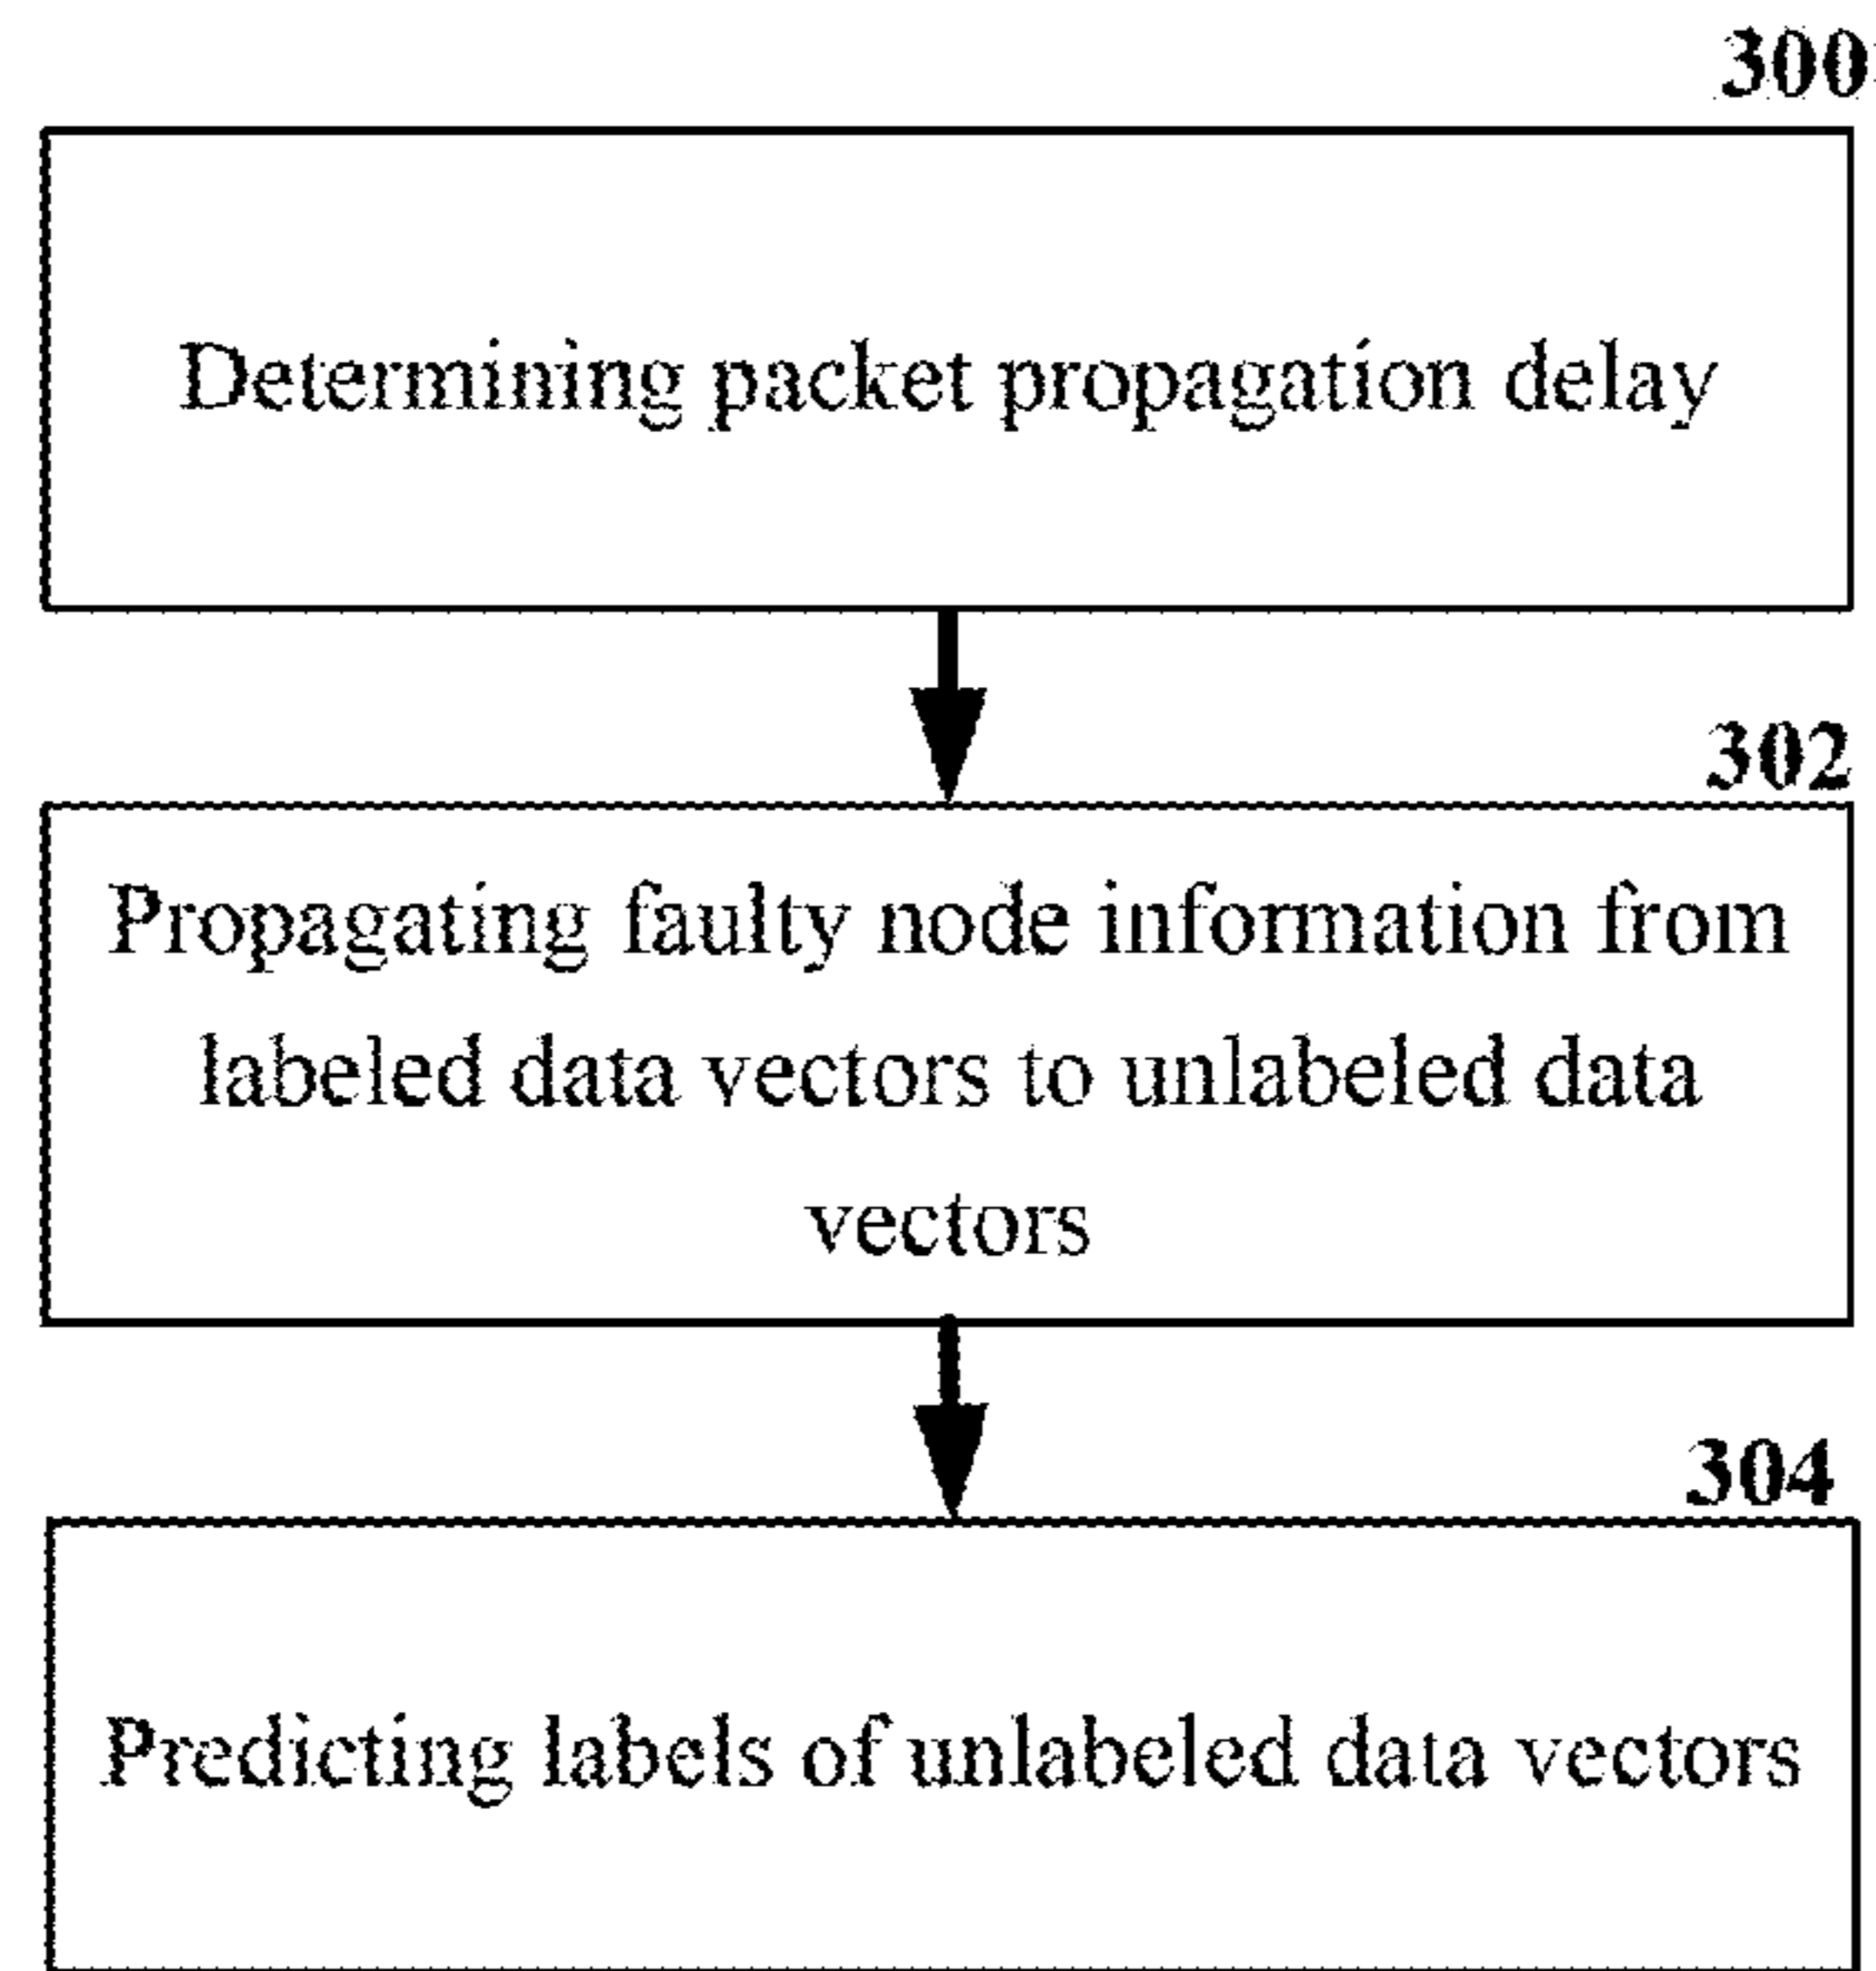 300
Determining packet propagation delay
302
Propagating faulty node information from
labeled data vectors to unlabeled data
vectors
304
Predicting labels of unlabeled data vectors